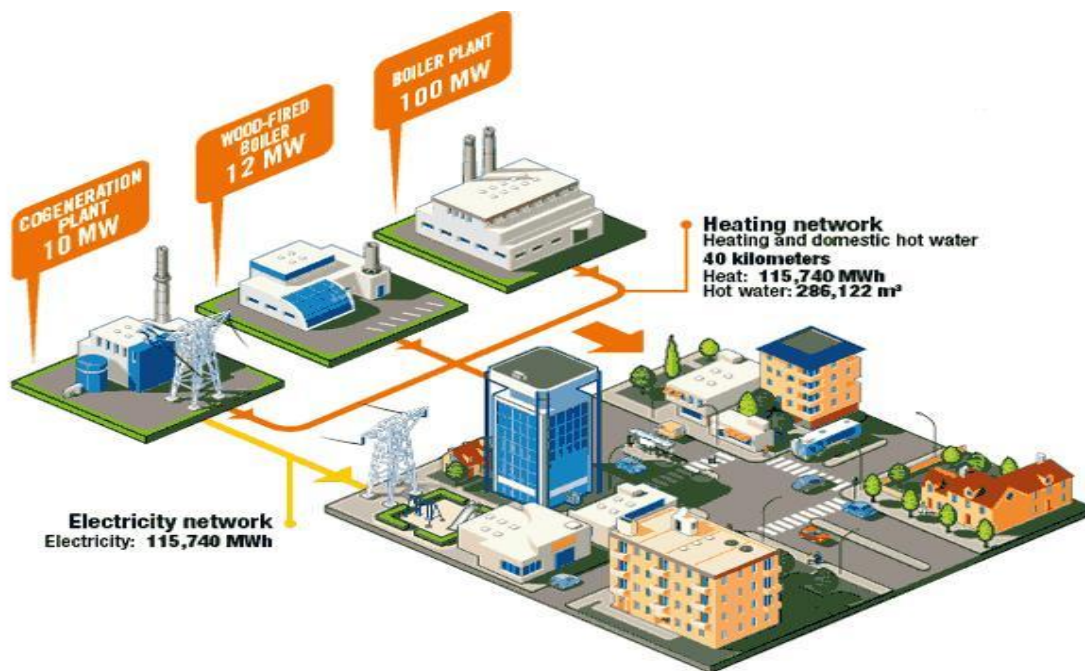 BOILER PLANT
100 MW
WOOD-FIRED
BOILER
12 MW
COGENERATION
PLANT
10 MW
Heating network
Heating and domestic hot water
40 kilometers
Heat: 115,740 MWh
Hot water: 286,122 m³
Electricity network
Electricity: 115,740 MWh